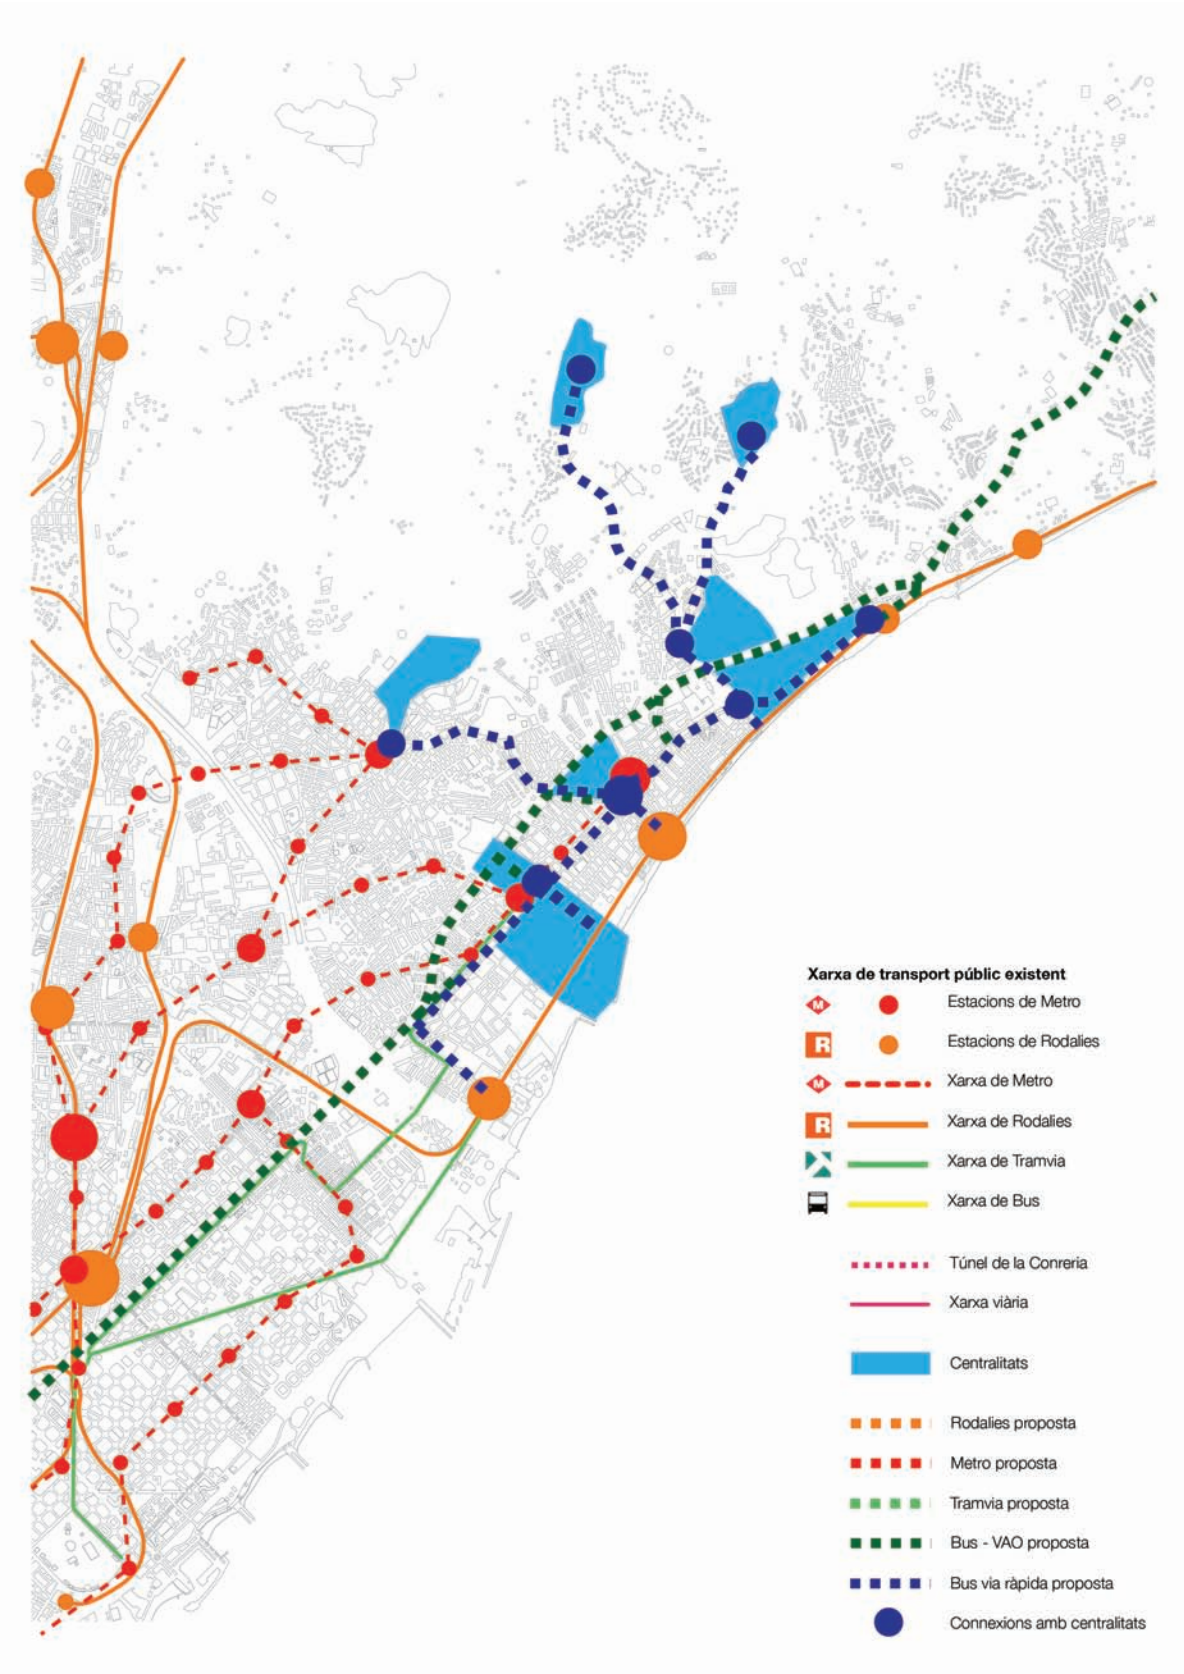 Xarxa de transport públic existent
M
Estacions de Metro
R
Estacions de Rodalies
M
Xarxa de Metro
R
Xarxa de Rodalies
Xarxa de Tramvia
Xarxa de Bus
Túnel de la Conreria
Xarxa viària
Centralitats
Rodalies proposta
Metro proposta
Tramvia proposta
Bus - VAO proposta
Bus via ràpida proposta
Connexions amb centralitats